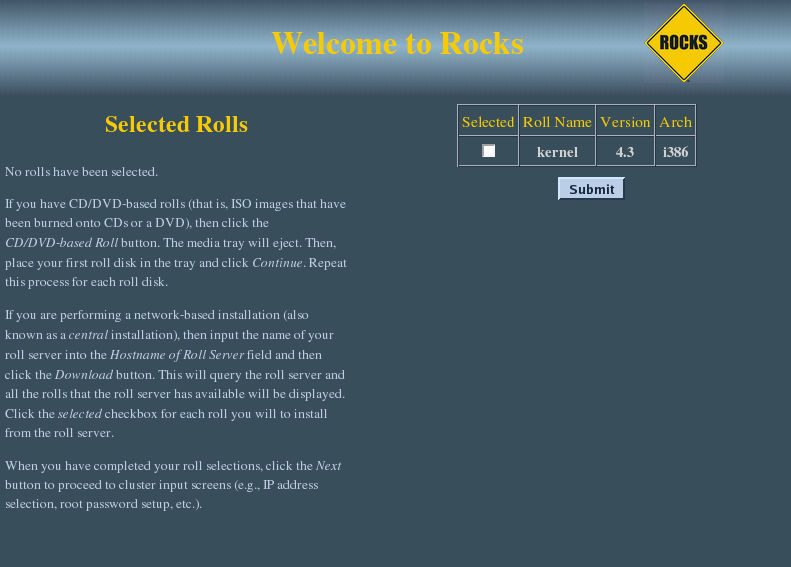 Welcome to Rocks
ROCKS
Selected Rolls
No rolls have been selected.
If you have CD/DVD-based rolls (that is, ISO images that have
been burned onto CDs or a DVD), then click the
CD/DVD-based Roll button. The media tray will eject. Then,
place your first roll disk in the tray and click Continue. Repeat
this process for each roll disk.
If you are performing a network-based installation (also
known as a central installation), then input the name of your
roll server into the Hostname of Roll Server field and then
click the Download button. This will query the roll server and
all the rolls that the roll server has available will be displayed.
Click the selected checkbox for each roll you will to install
from the roll server.
When you have completed your roll selections, click the Next
button to proceed to cluster input screens (e.g., IP address
selection, root password setup, etc.).
Selected Roll Name Version Arch
kernel 4.3 i386
Submit